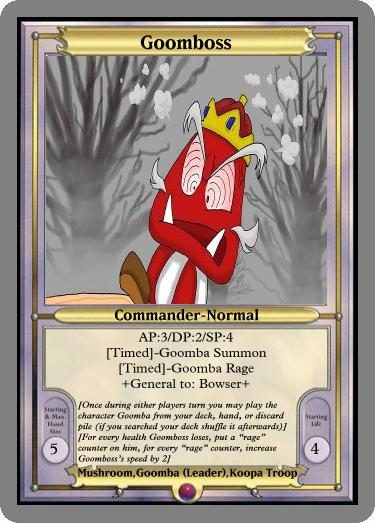 Goomboss
Commander-Normal
AP:3/DP:2/SP:4
[Timed]-Goomba Summon
[Timed]-Goomba Rage
+General to: Bowser+
Starting
& Max.
Hand
Size
5
[Once during either players turn you may play the
character Goomba from your deck, hand, or discard
pile (if you searched your deck shuffle it afterwards)]
[For every health Goomboss loses, put a "rage"
counter on him, for every "rage" counter, increase
Goomboss's speed by 2]
Starting
Life
4
Mushroom,Goomba (Leader),Koopa Troop